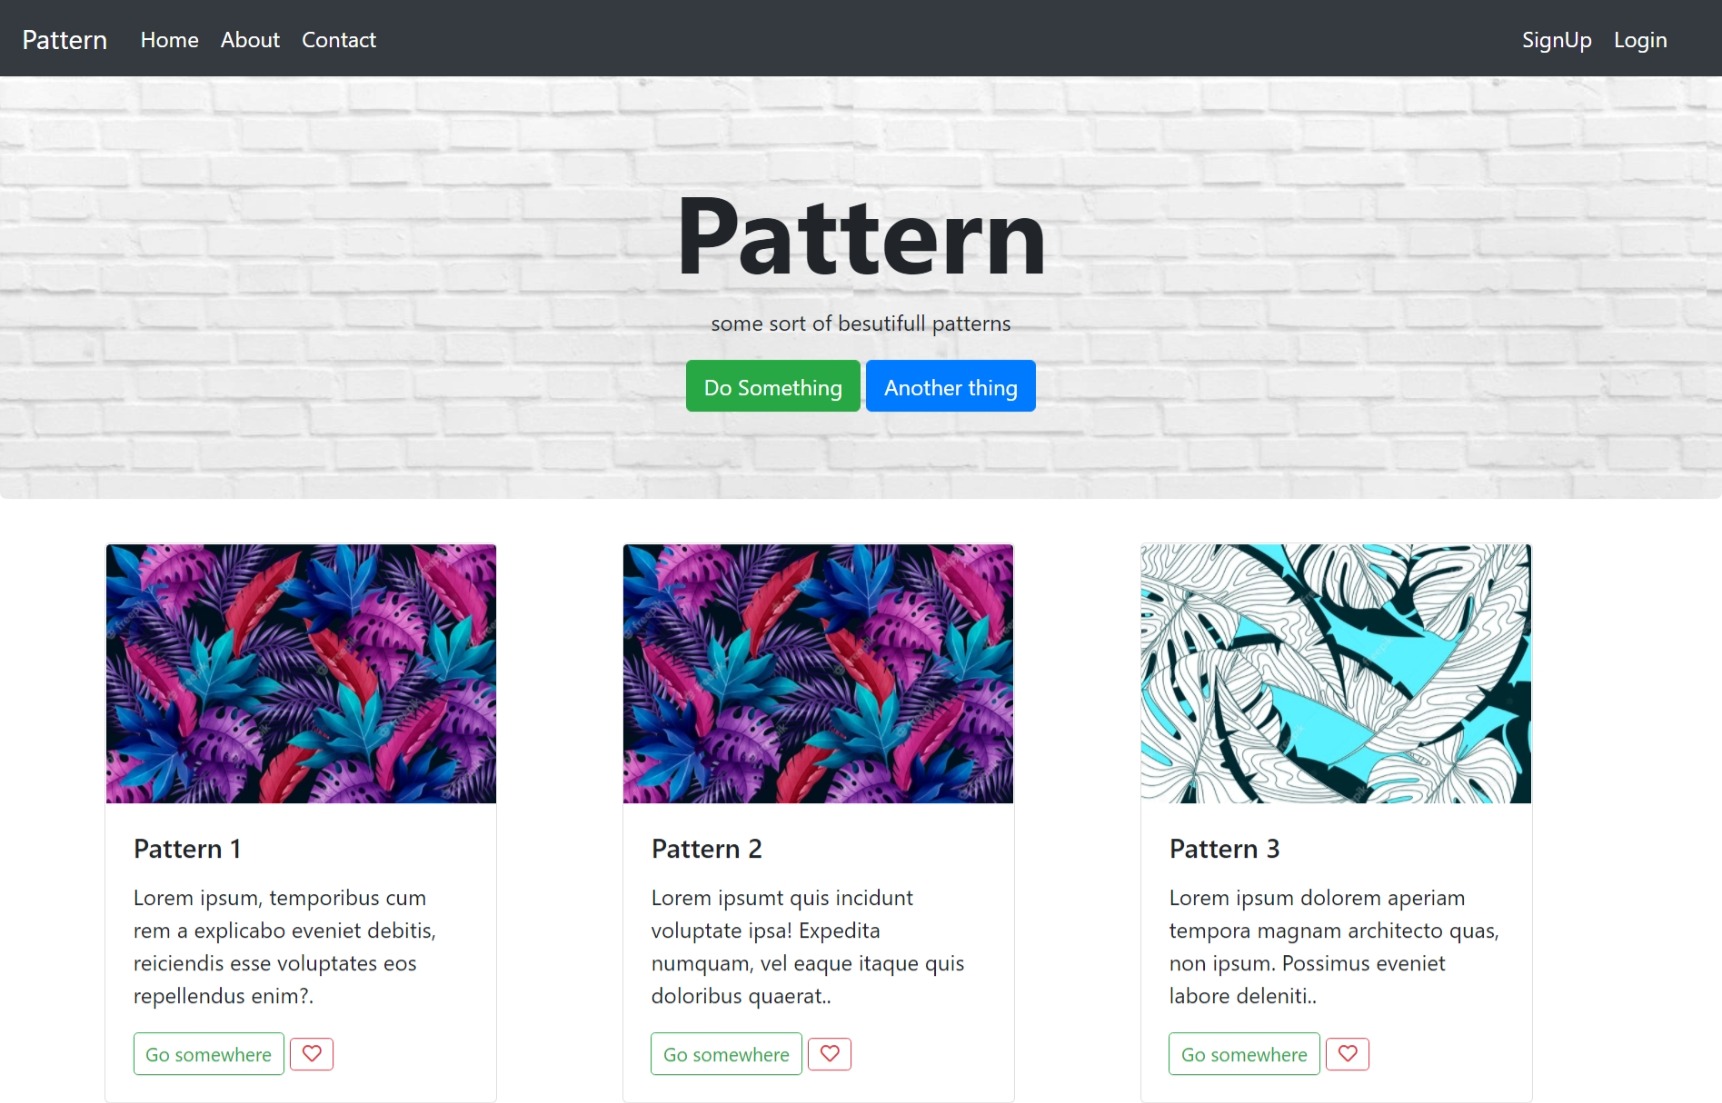 Pattern Home About Contact SignUp Login
Pattern
some sort of besutifull patterns
Do Something Another thing
Pattern 1
Lorem ipsum, temporibus cum
rem a explicabo eveniet debitis,
reiciendis esse voluptates eos
repellendus enim?.
Go somewhere
Pattern 2
Lorem ipsumt quis incidunt
voluptate ipsa! Expedita
numquam, vel eaque itaque quis
doloribus quaerat..
Go somewhere
Pattern 3
Lorem ipsum dolorem aperiam
tempora magnam architecto quas,
non ipsum. Possimus eveniet
labore deleniti..
Go somewhere